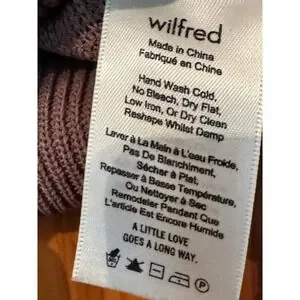 wilfred
Made in China
Fabriqué en Chine
Hand Wash Cold,
No Bleach, Dry Flat,
Low Iron, Or Dry Clean
Reshape Whilst Damp
Laver à La Main à L'eau Froide,
Pas De Blanchiment,
Sécher à Plat,
Repasser à Basse Température,
Ou Nettoyer à Sec
Remodeler Pendant Que
L'article Est Encore Humide
A LITTLE LOVE
GOES A LONG WAY.
P